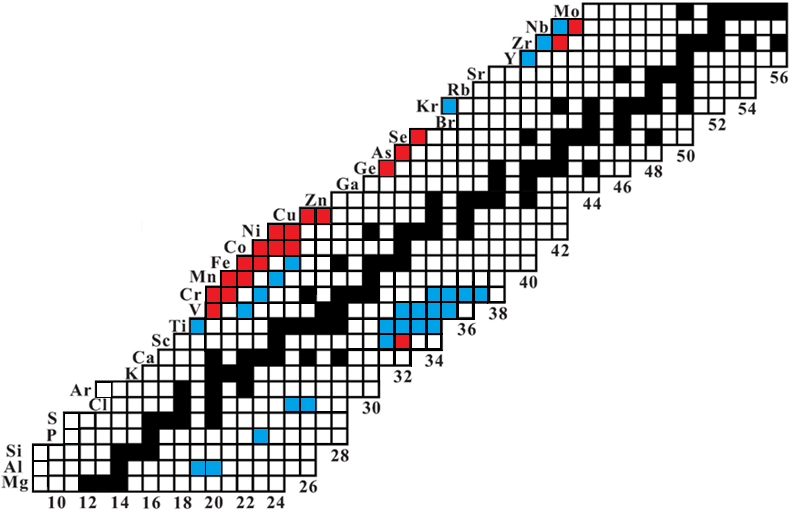 Mo
Nb
Zr
Y
56
Sr
Rb
54
Kr
Br
52
Se
50
As
48
Ge
46
Ga
44
Zn
Cu
42
Ni
Co
40
Fe
Mn
Cr
38
V
36
Ti
Sc
34
Ca
32
K
Ar
30
Cl
S
P
28
Si
Al
Mg
26
10 12 14 16 18 20 22 24